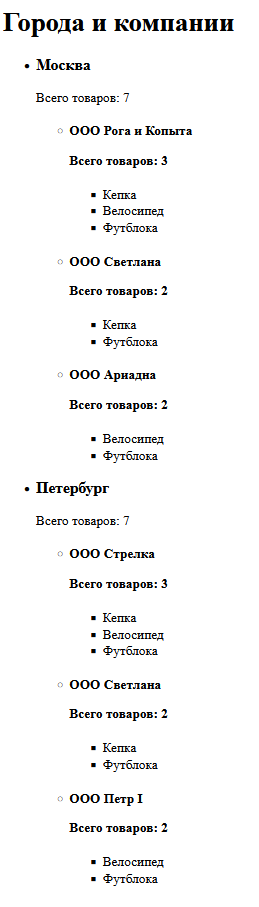 Города и компании
Москва
Всего товаров: 7
ООО Рога и Копыта
Всего товаров: 3
Кепка
Велосипед
Футблока
ООО Светлана
Всего товаров: 2
Кепка
Футблока
ООО Ариадна
Всего товаров: 2
Велосипед
Футблока
Петербург
Всего товаров: 7
ООО Стрелка
Всего товаров: 3
Кепка
Велосипед
Футблока
ООО Светлана
Всего товаров: 2
Кепка
Футблока
ООО Петр I
Всего товаров: 2
Велосипед
Футблока